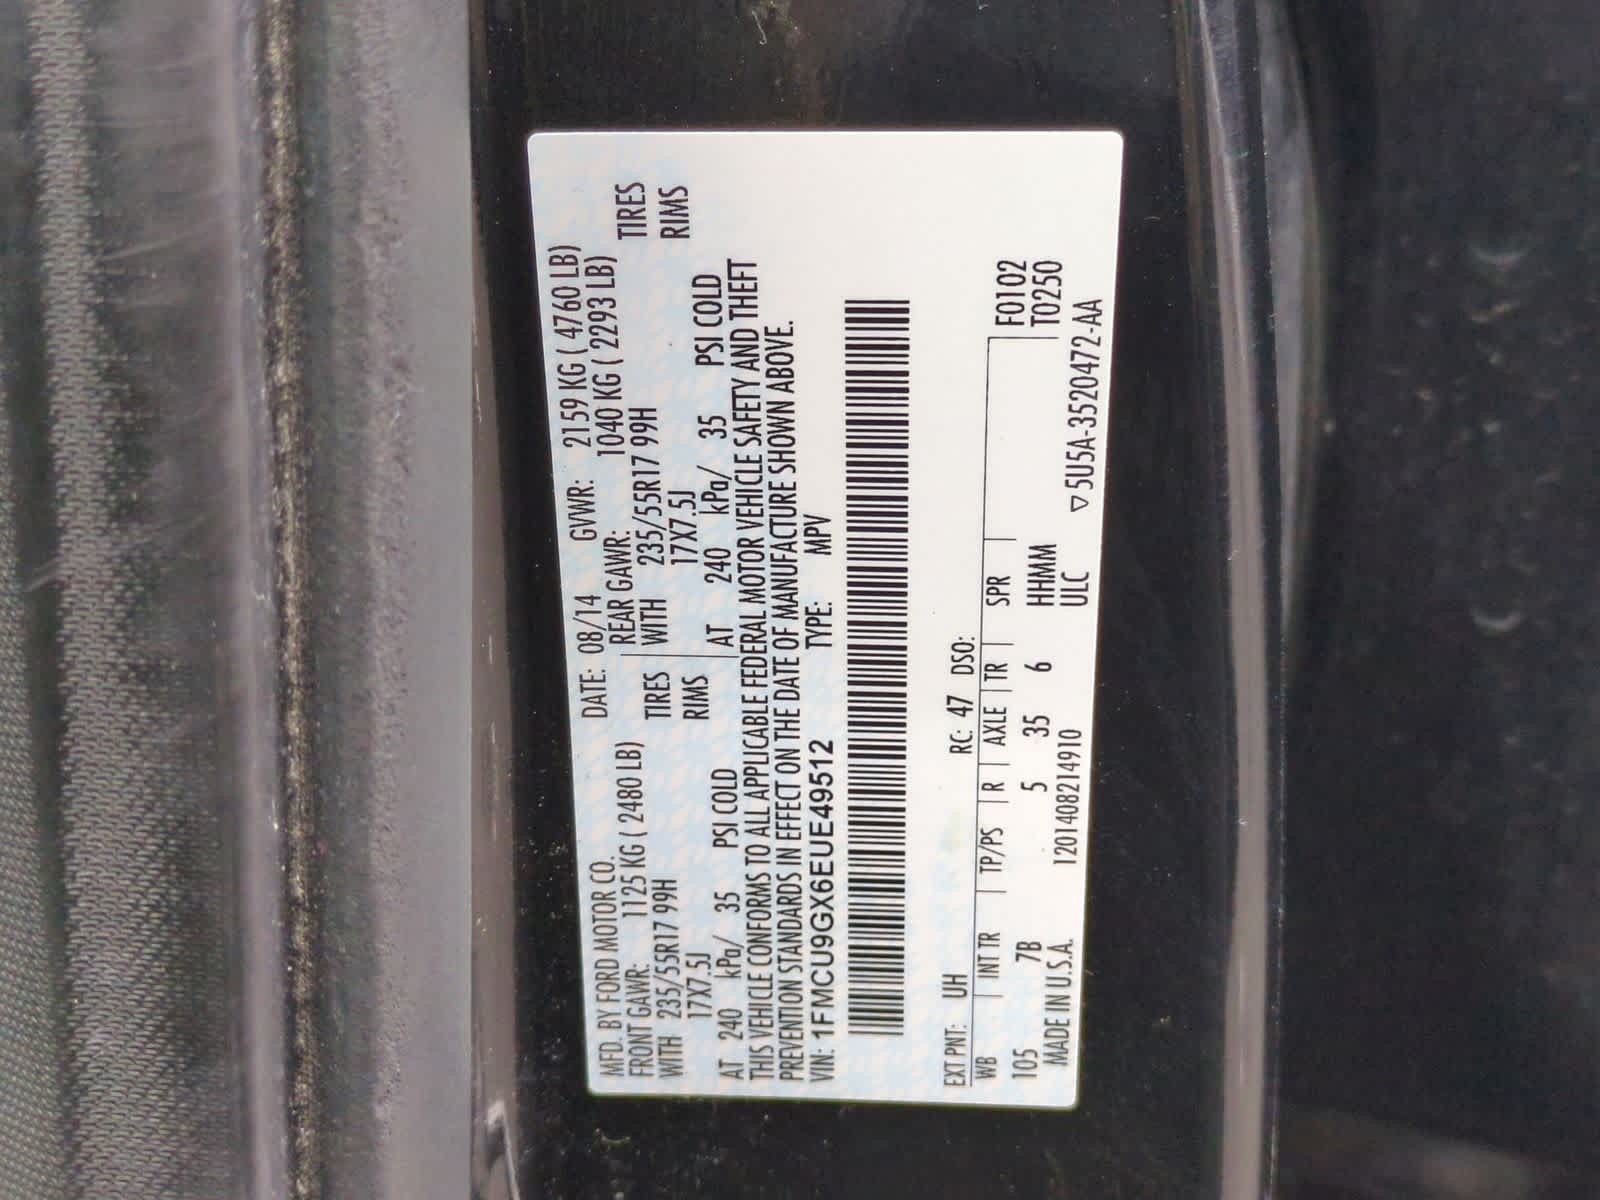 MFD. BY FORD MOTOR CO. DATE: 08/14 GVWR: 2159 KG ( 4760 LB)
FRONT GAWR: 1125 KG ( 2480 LB) REAR GAWR: 1040 KG ( 2293 LB)
WITH 235/55R17 99H TIRES WITH 235/55R17 99H TIRES
17X7.5J RIMS 17X7.5J RIMS
AT 240 kPa/ 35 PSI COLD AT 240 kPa/ 35 PSI COLD
THIS VEHICLE CONFORMS TO ALL APPLICABLE FEDERAL MOTOR VEHICLE SAFETY AND THEFT
PREVENTION STANDARDS IN EFFECT ON THE DATE OF MANUFACTURE SHOWN ABOVE.
VIN: 1FMCU9GX6EUE49512 TYPE: MPV
EXT PNT: UH RC: 47 DSO:
WB INT TR TP/PS R AXLE TR SPR F0102
105 7B 5 35 6 HHMM T0250
MADE IN U.S.A. 1201408214910 ULC ▽5U5A-3520472-AA